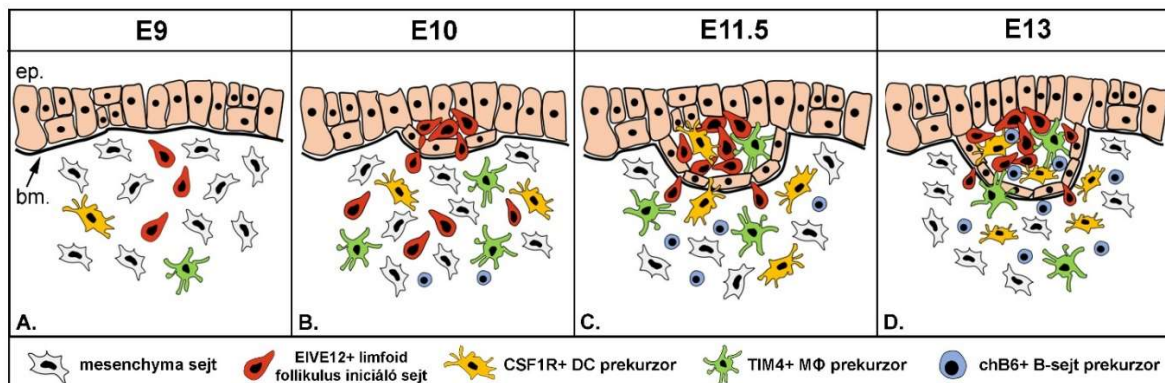 E9 E10 E11.5 E13
ep.
bm.
A. B. C. D.
mesenchyma sejt
EIVE12+ limfoid
follikulus iniciáló sejt
CSF1R+ DC prekurzor
TIM4+ MΦ prekurzor
chB6+ B-sejt prekurzor